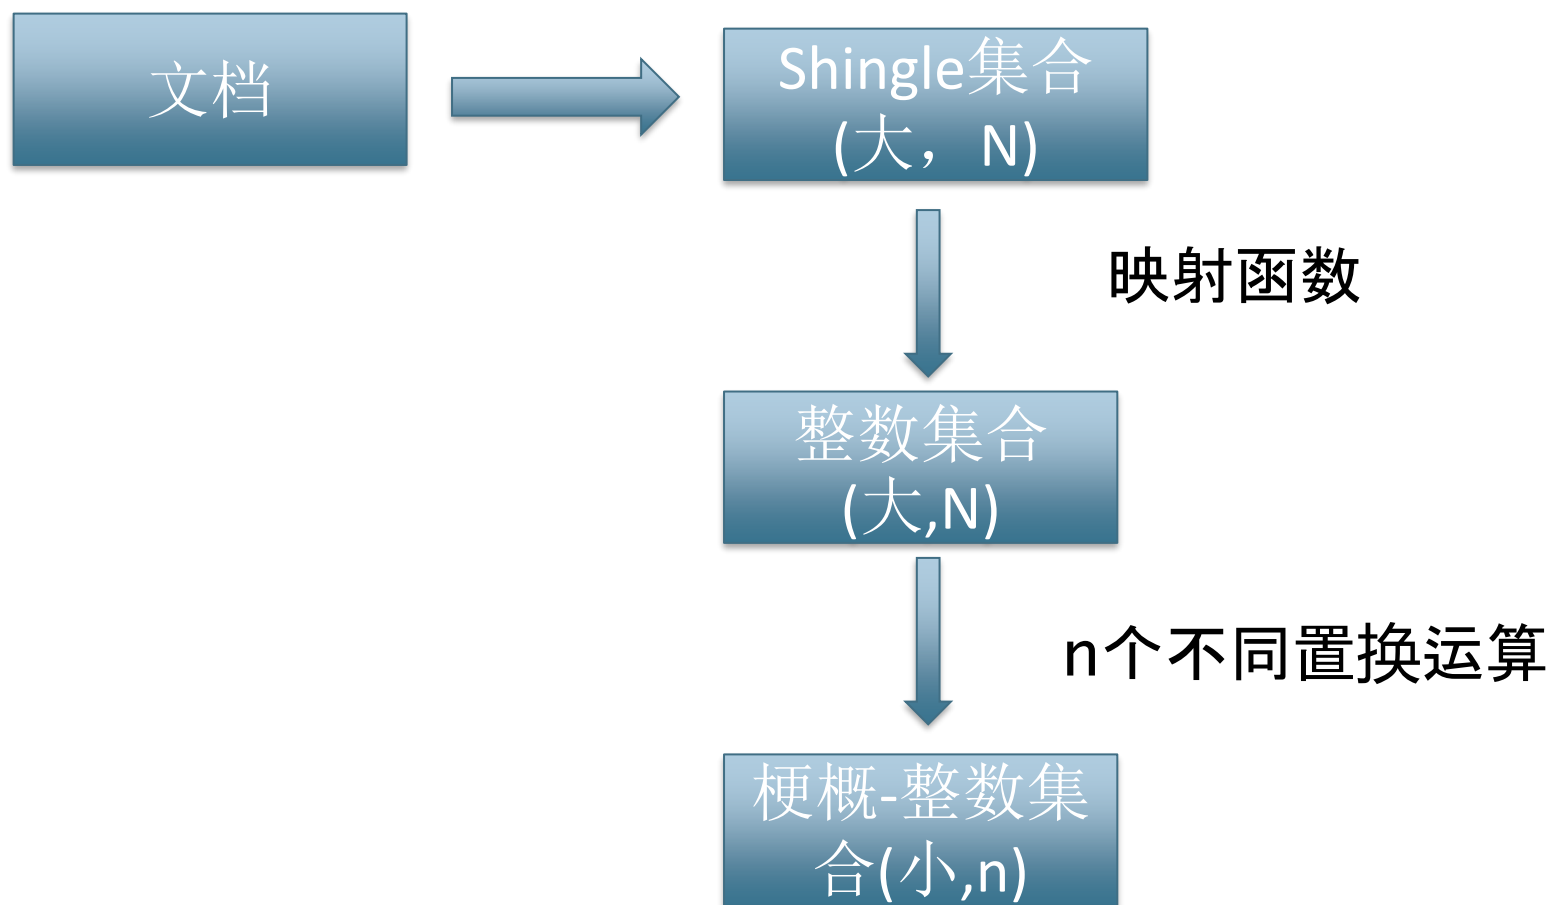 文档
Shingle集合
(大，N)
映射函数
整数集合
(大,N)
n个不同置换运算
梗概-整数集
合(小,n)